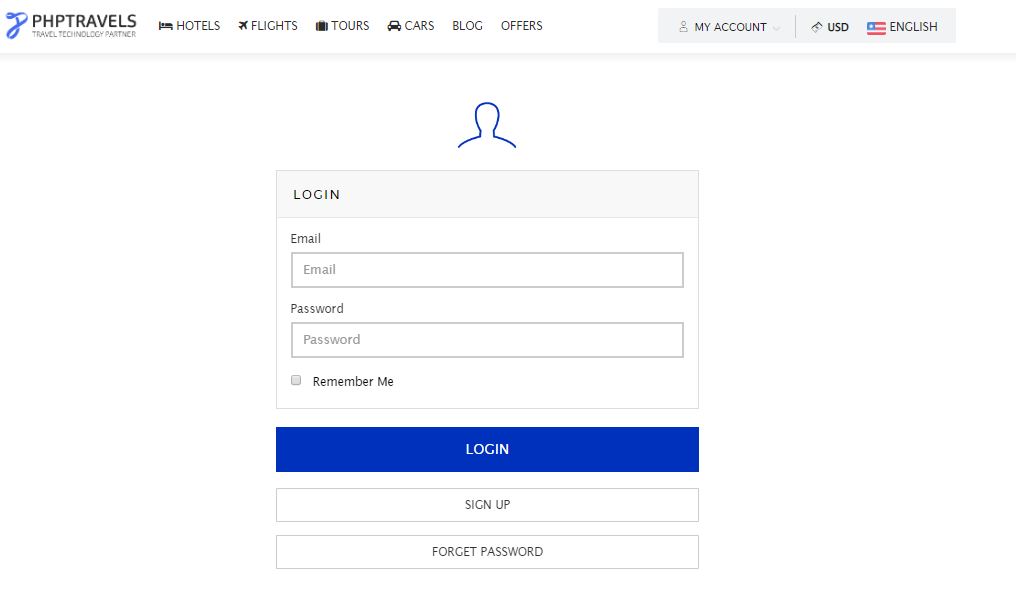 PHPTRAVELS
TRAVEL TECHNOLOGY PARTNER
HOTELS FLIGHTS TOURS CARS BLOG OFFERS MY ACCOUNT USD ENGLISH
LOGIN
Email
Email
Password
Password
Remember Me
LOGIN
SIGN UP
FORGET PASSWORD